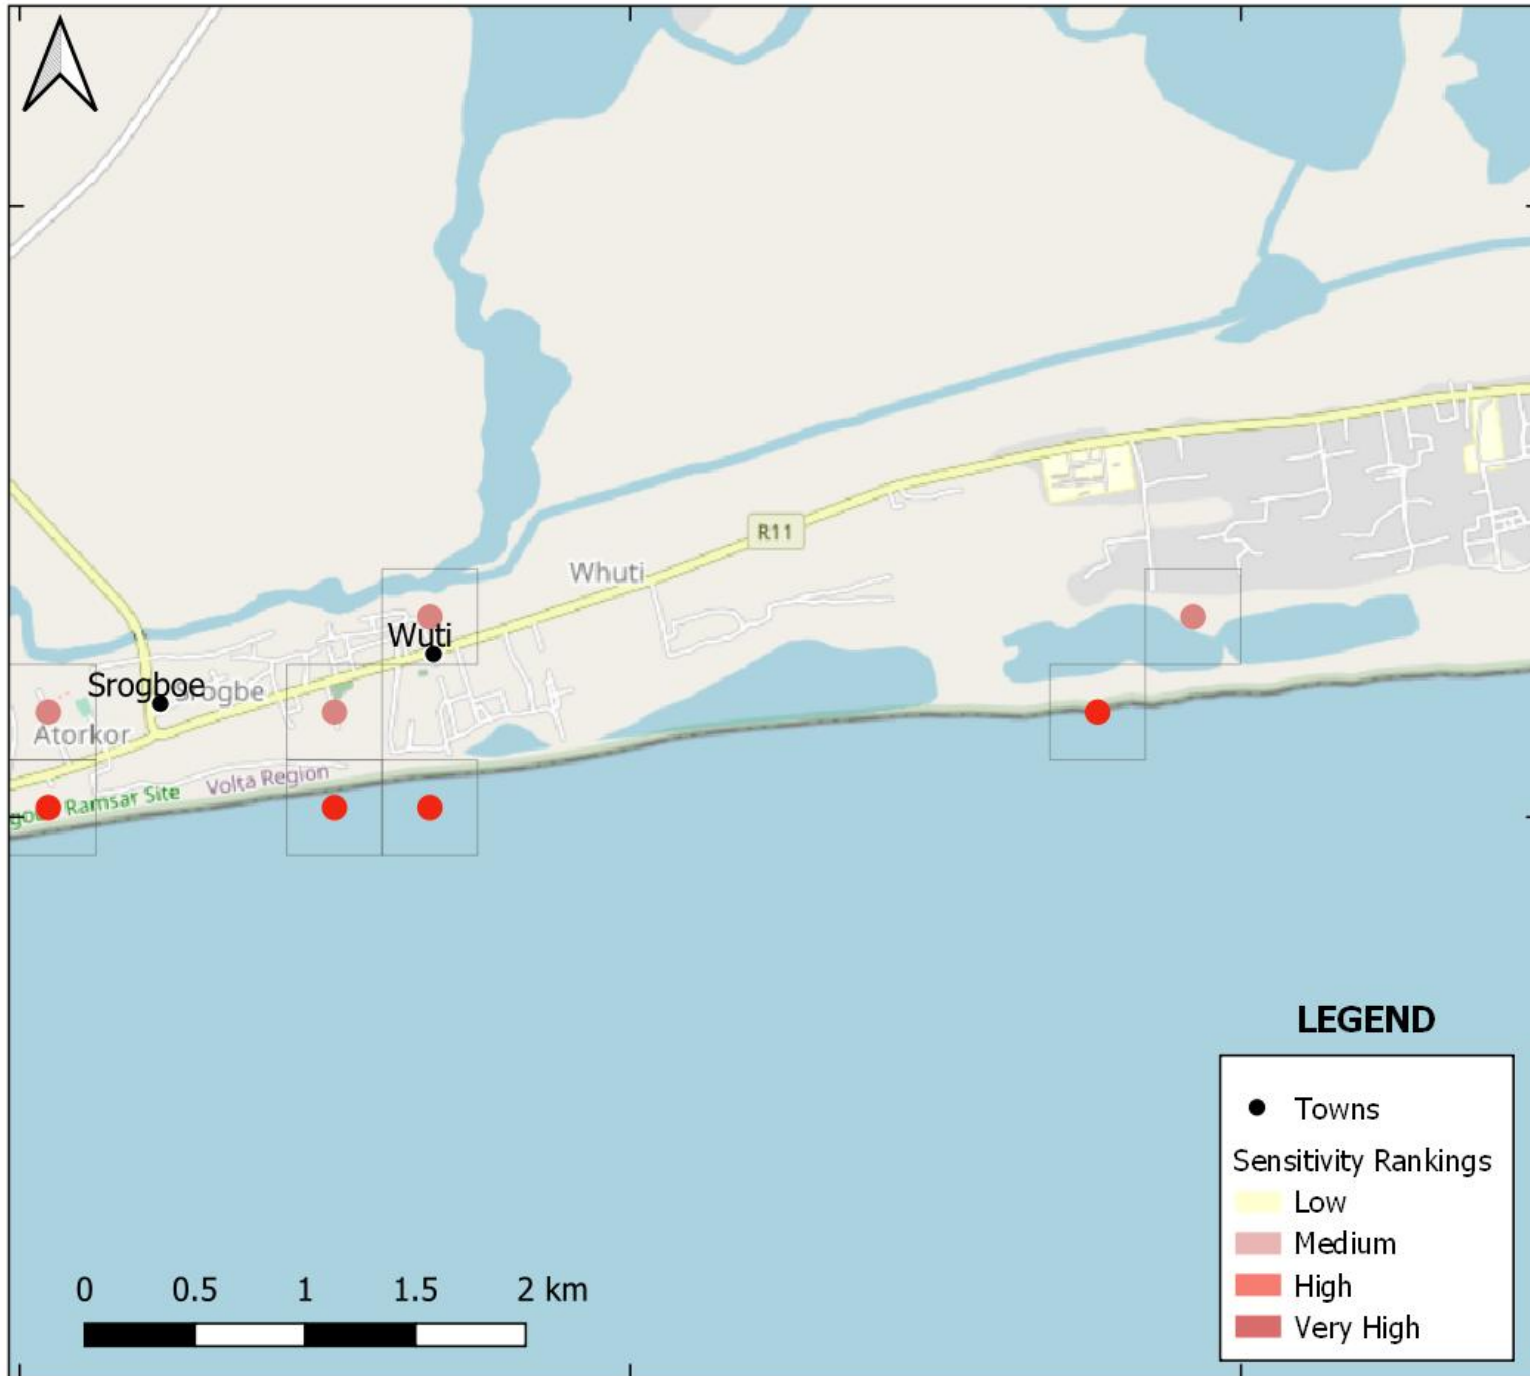 R11
Whuti
Wuti
Srogboe
Srogbe
Atorkor
Volta Region
Ramsar Site
LEGEND
Towns
Sensitivity Rankings
Low
Medium
High
Very High
0 0.5 1 1.5 2 km